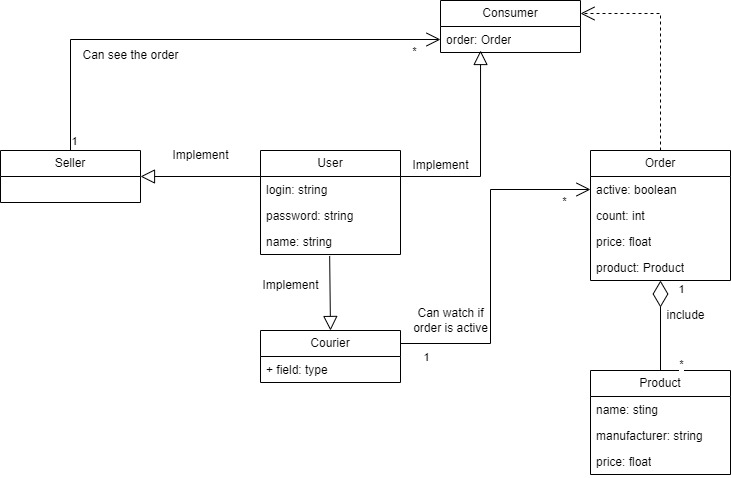 Consumer
order: Order
Can see the order
*
1
Seller
Implement
User
login: string
password: string
name: string
Implement
Order
active: boolean
count: int
price: float
product: Product
*
Implement
Can watch if
order is active
1
include
Courier
+ field: type
1
*
Product
name: sting
manufacturer: string
price: float